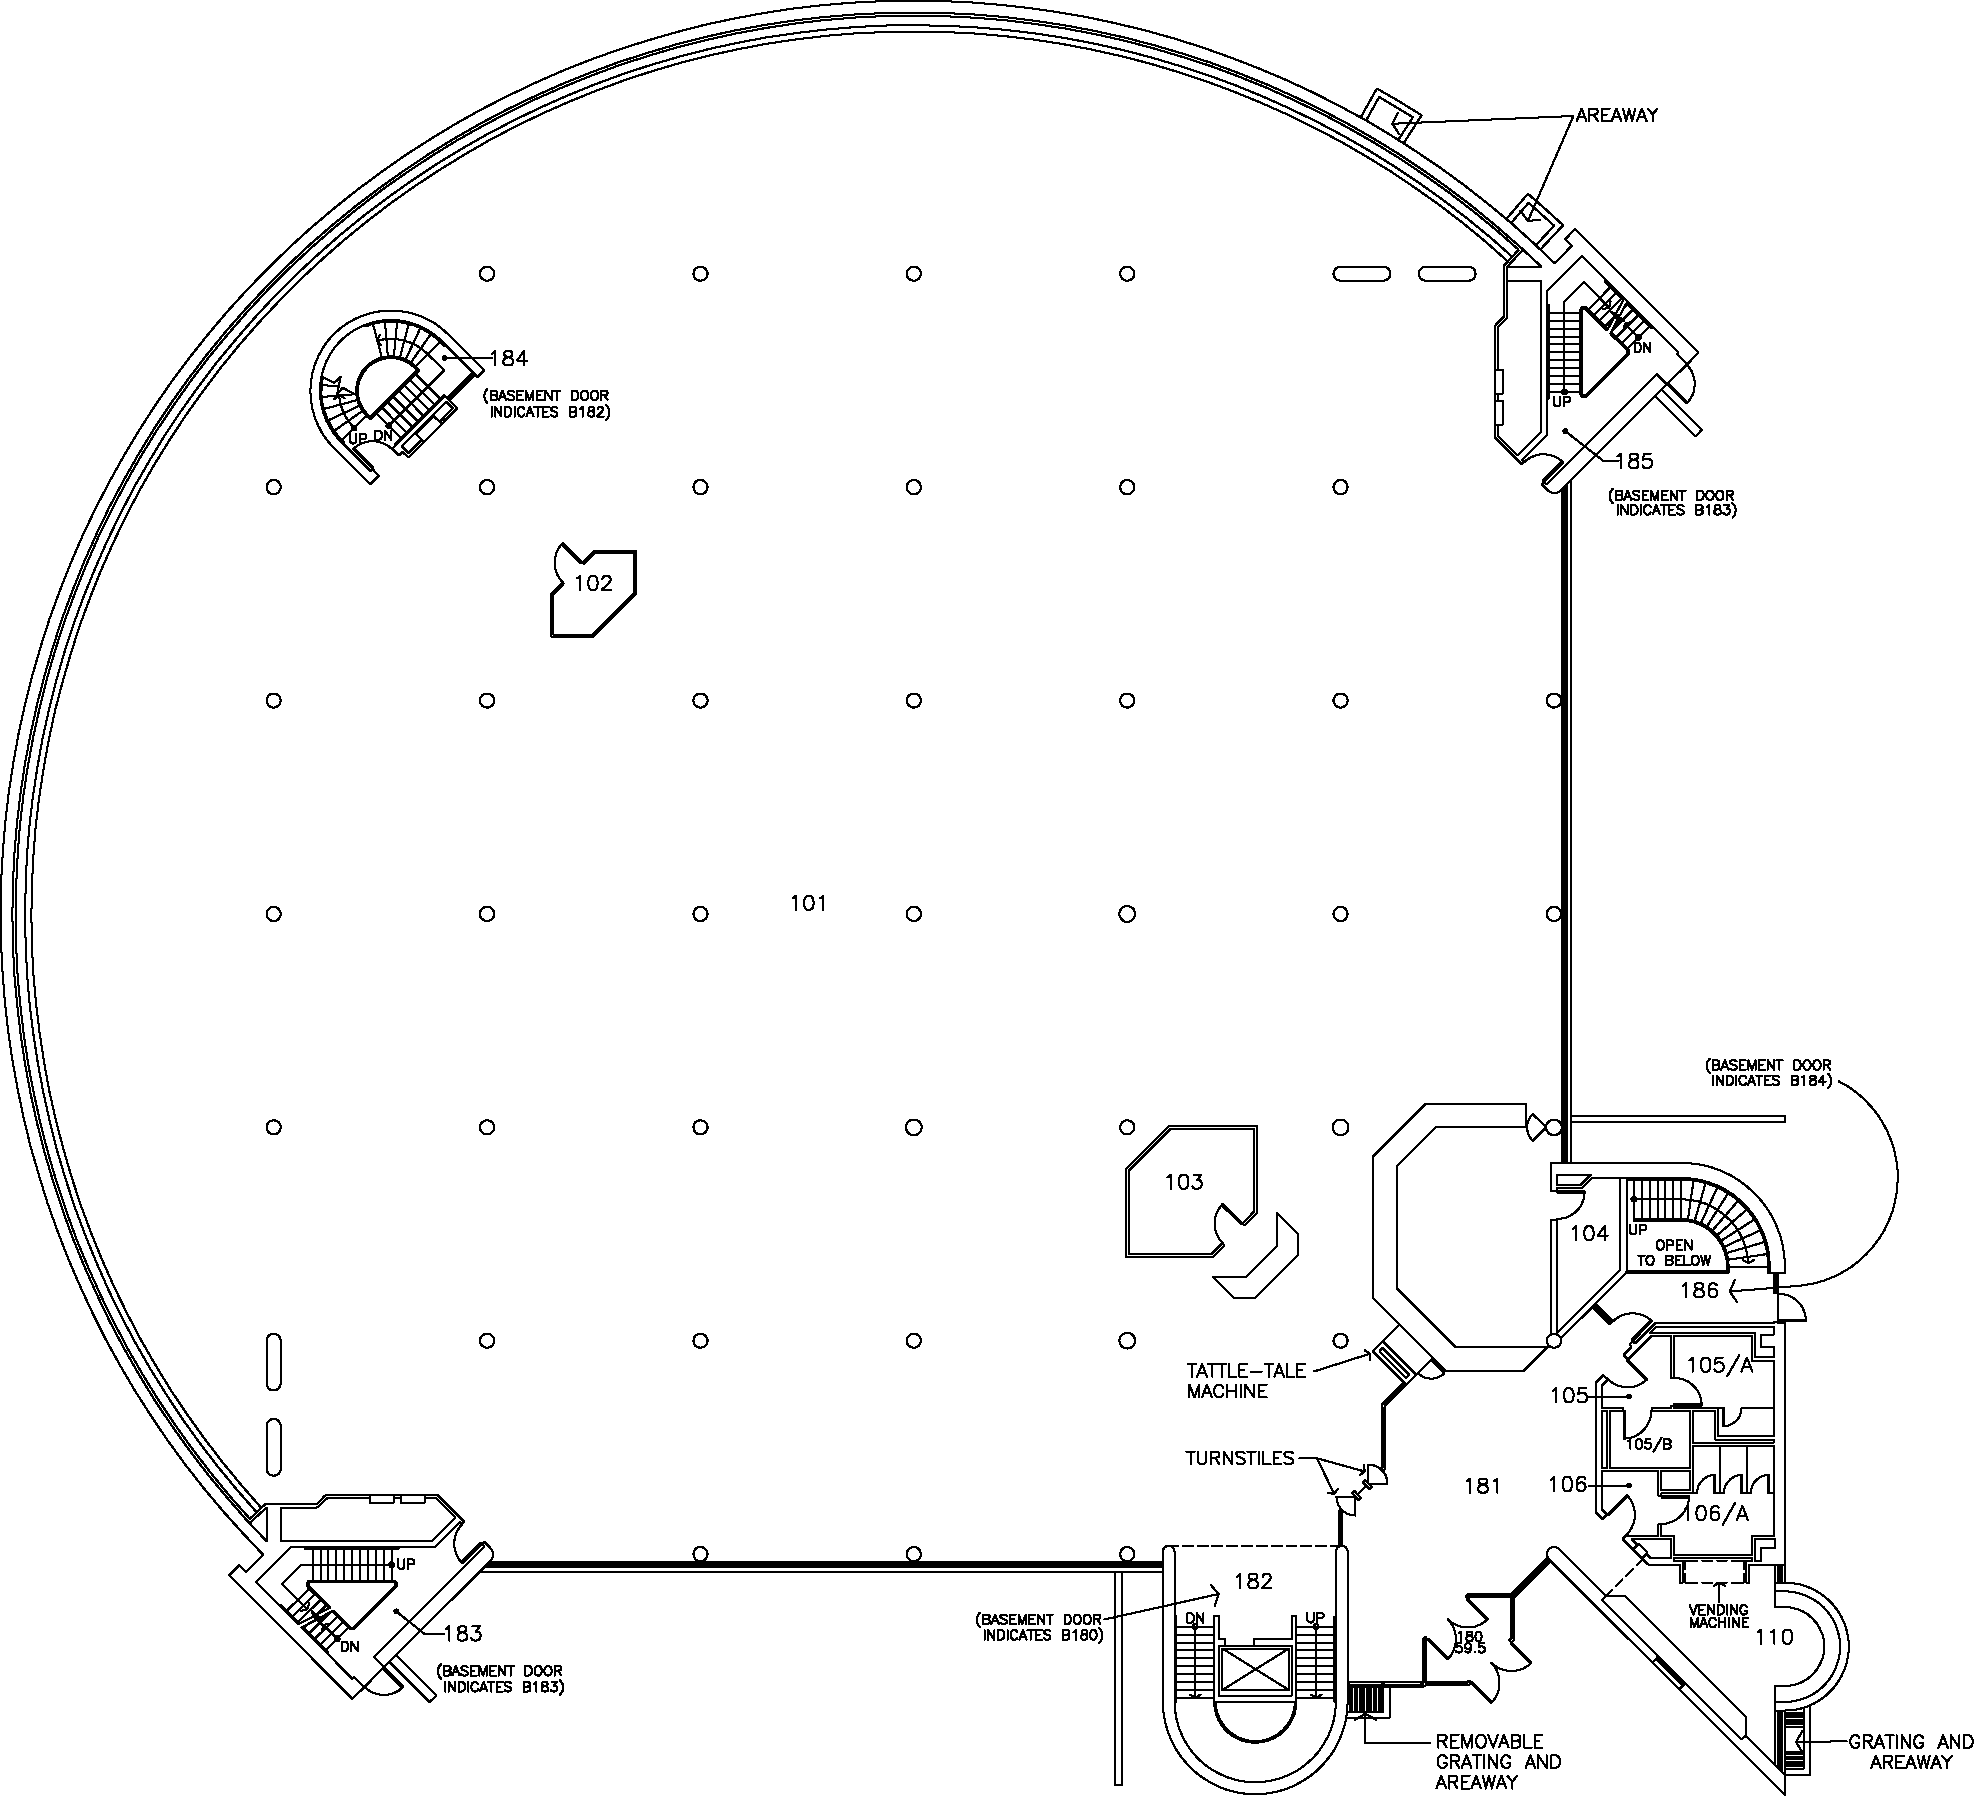 AREAWAY
184
(BASEMENT DOOR
INDICATES B182)
UP
DN
DN
UP
185
(BASEMENT DOOR
INDICATES B183)
102
101
(BASEMENT DOOR
INDICATES B184)
103
104
UP
OPEN
TO BELOW
186
TATTLE-TALE
MACHINE
105/A
105
105/B
TURNSTILES
181
106
106/A
UP
DN
183
(BASEMENT DOOR
INDICATES B183)
182
(BASEMENT DOOR
INDICATES B180)
DN
UP
180
59.5
VENDING
MACHINE
110
REMOVABLE
GRATING AND
AREAWAY
GRATING AND
AREAWAY